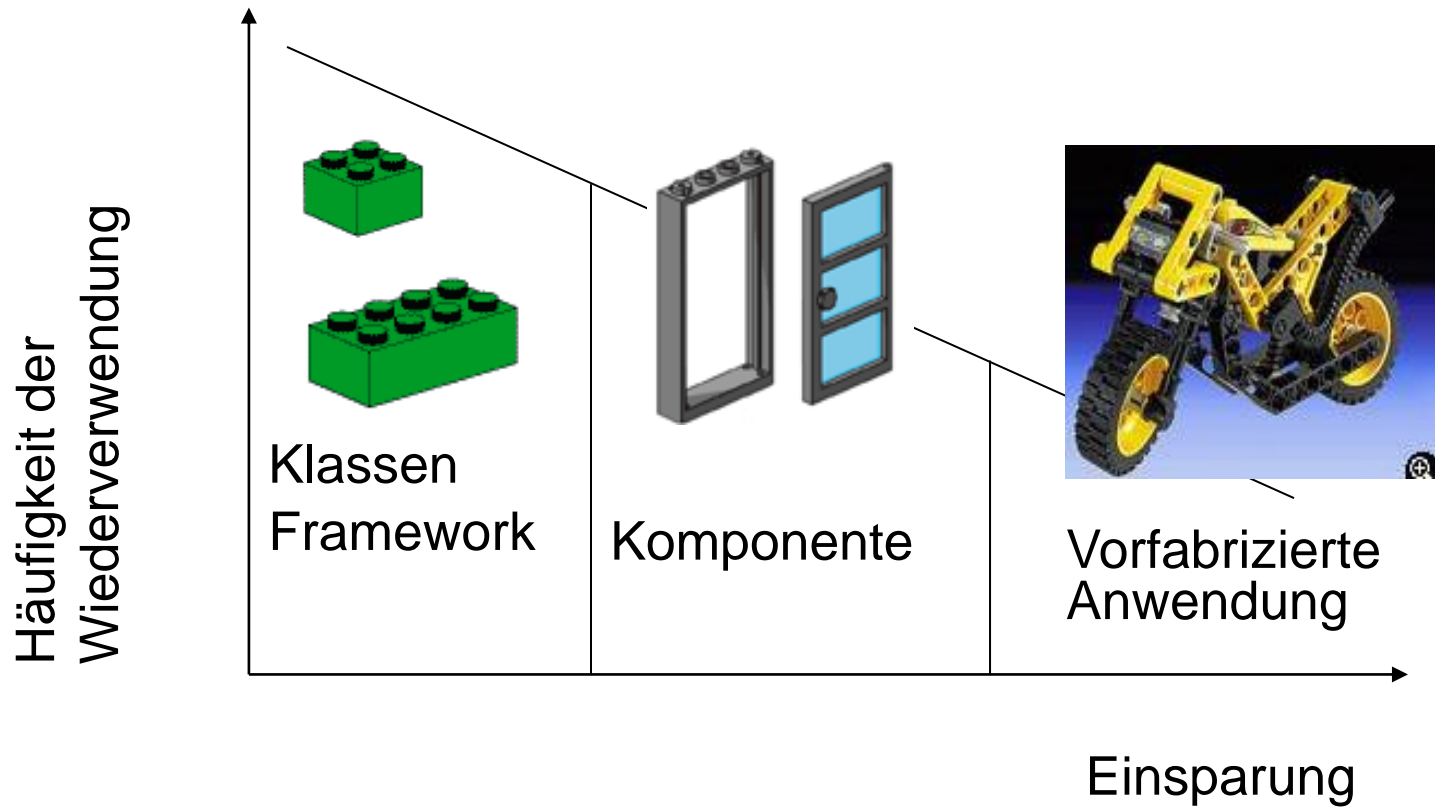 Häufigkeit der
Wiederverwendung
Klassen
Framework
Komponente
Vorfabrizierte
Anwendung
Einsparung